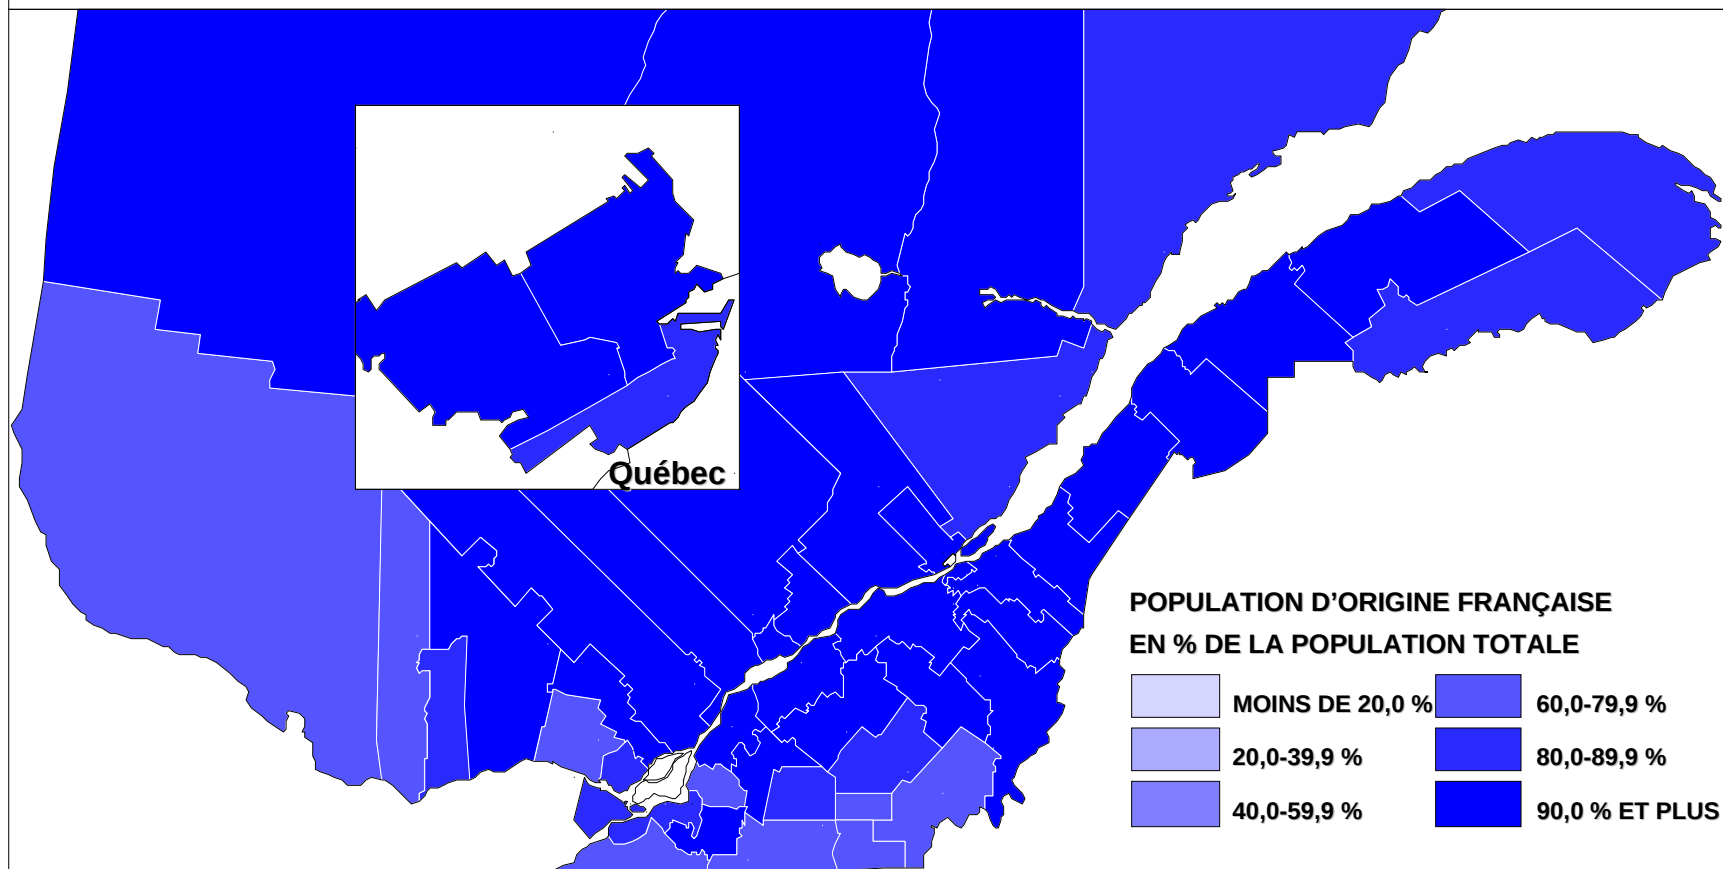 Québec
POPULATION D’ORIGINE FRANÇAISE
EN % DE LA POPULATION TOTALE
MOINS DE 20,0 %
20,0-39,9 %
40,0-59,9 %
60,0-79,9 %
80,0-89,9 %
90,0 % ET PLUS